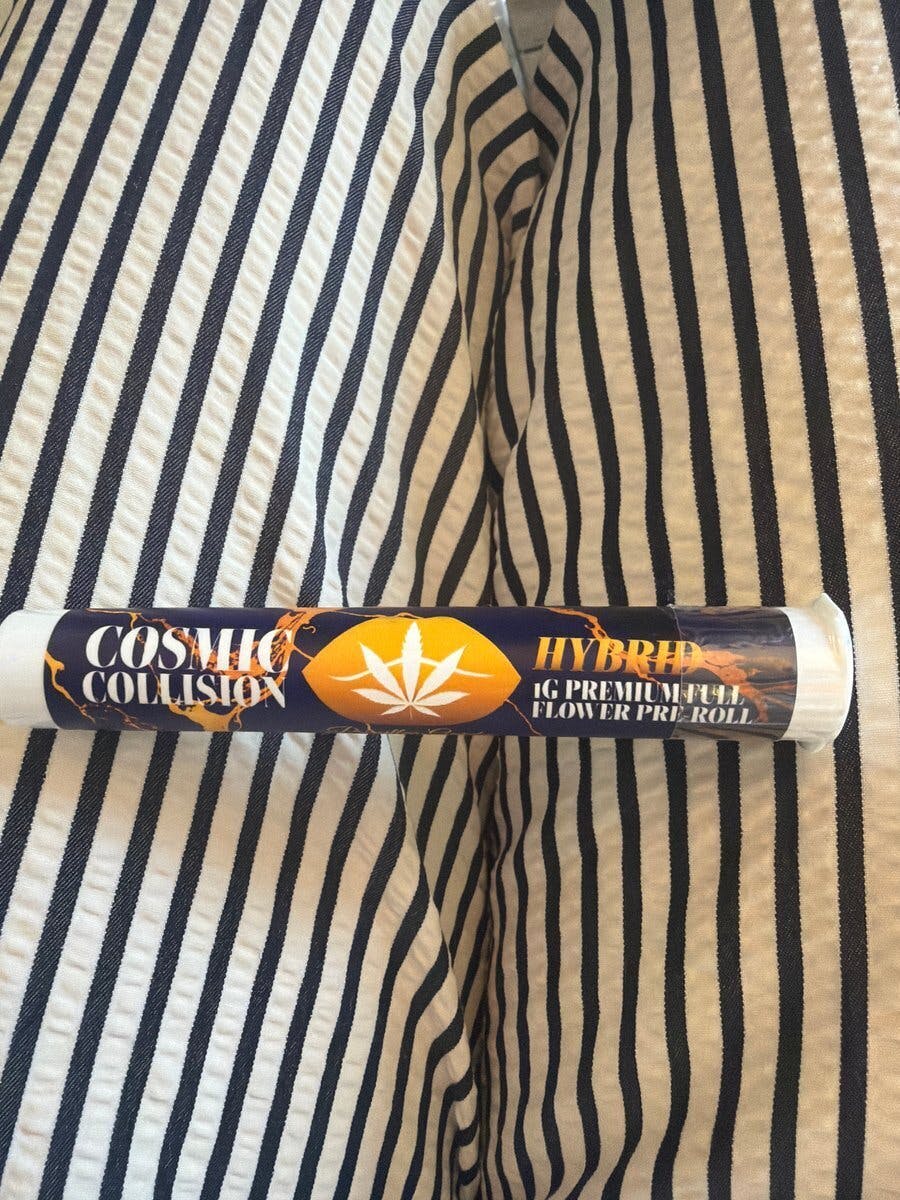 COSMIC
COLLISION
HYBRID
1G PREMIUM FULL
FLOWER PRE-ROLL